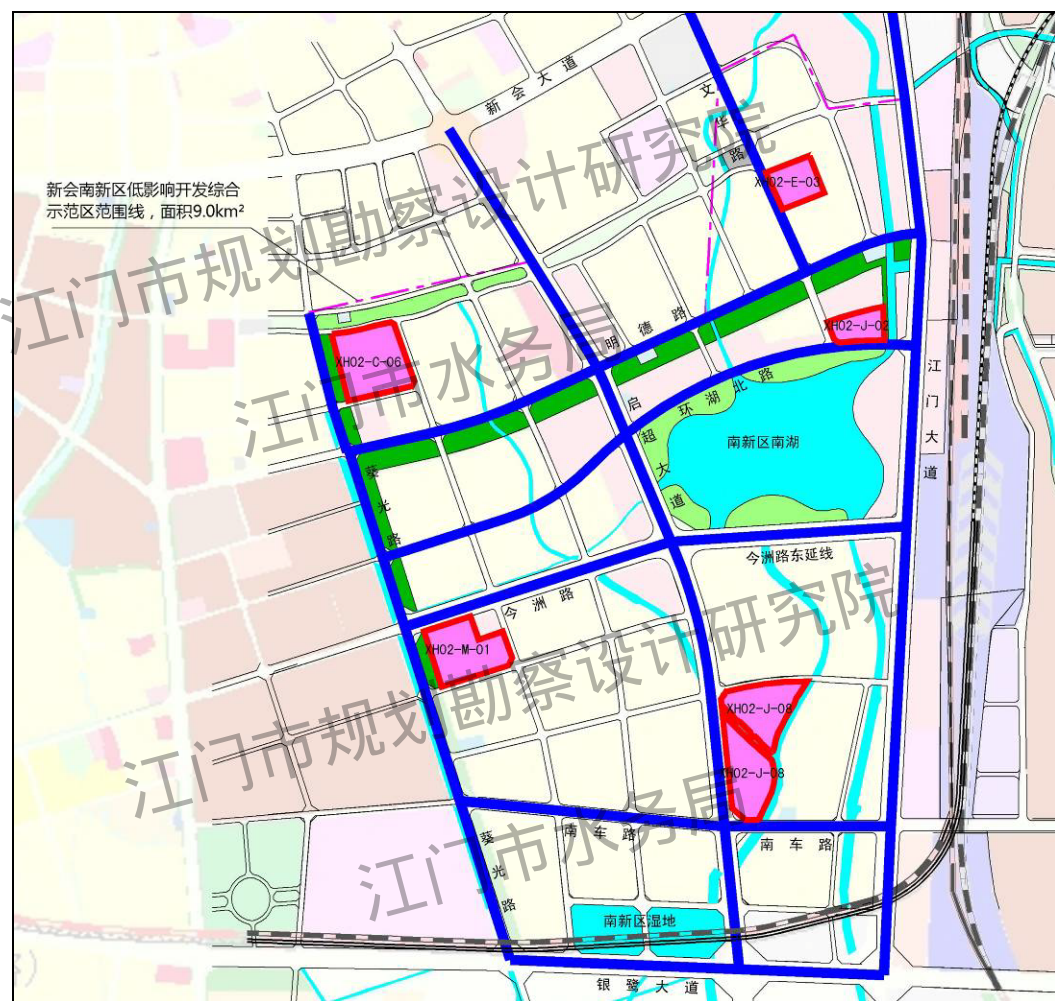 新会大道
文华路
新会南新区低影响开发综合
示范区范围线，面积9.0km²
XH02-E-03
江门市规划勘察设计研究院
江门市水务局
XH02-J-02
明德路
XH02-C-06
启超大道
环湖北路
江门大道
南新区南湖
葵光路
今洲路东延线
今洲路
XH02-M-01
江门市规划勘察设计研究院
江门市水务局
XH02-J-08
XH02-J-08
南车路
南车路
葵光路
南新区湿地
银鹭大道